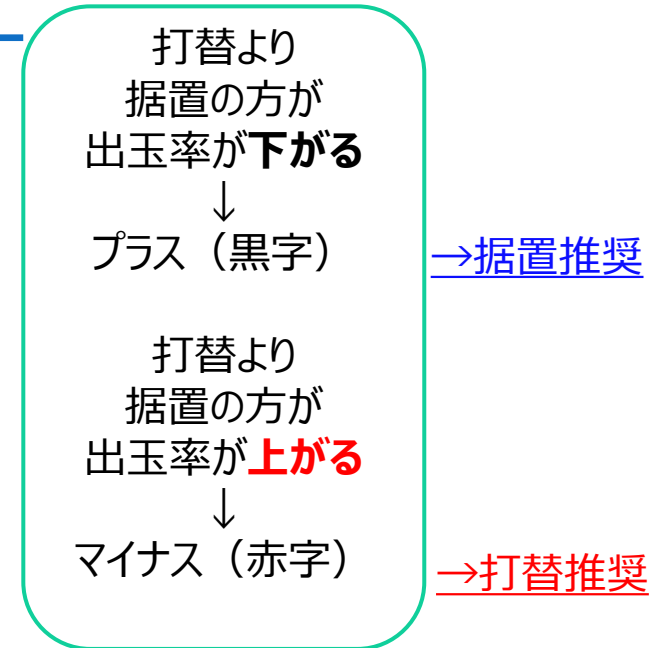 打替より
据置の方が
出玉率が下がる
↓
プラス（黒字）
→据置推奨
打替より
据置の方が
出玉率が上がる
↓
マイナス（赤字）
→打替推奨